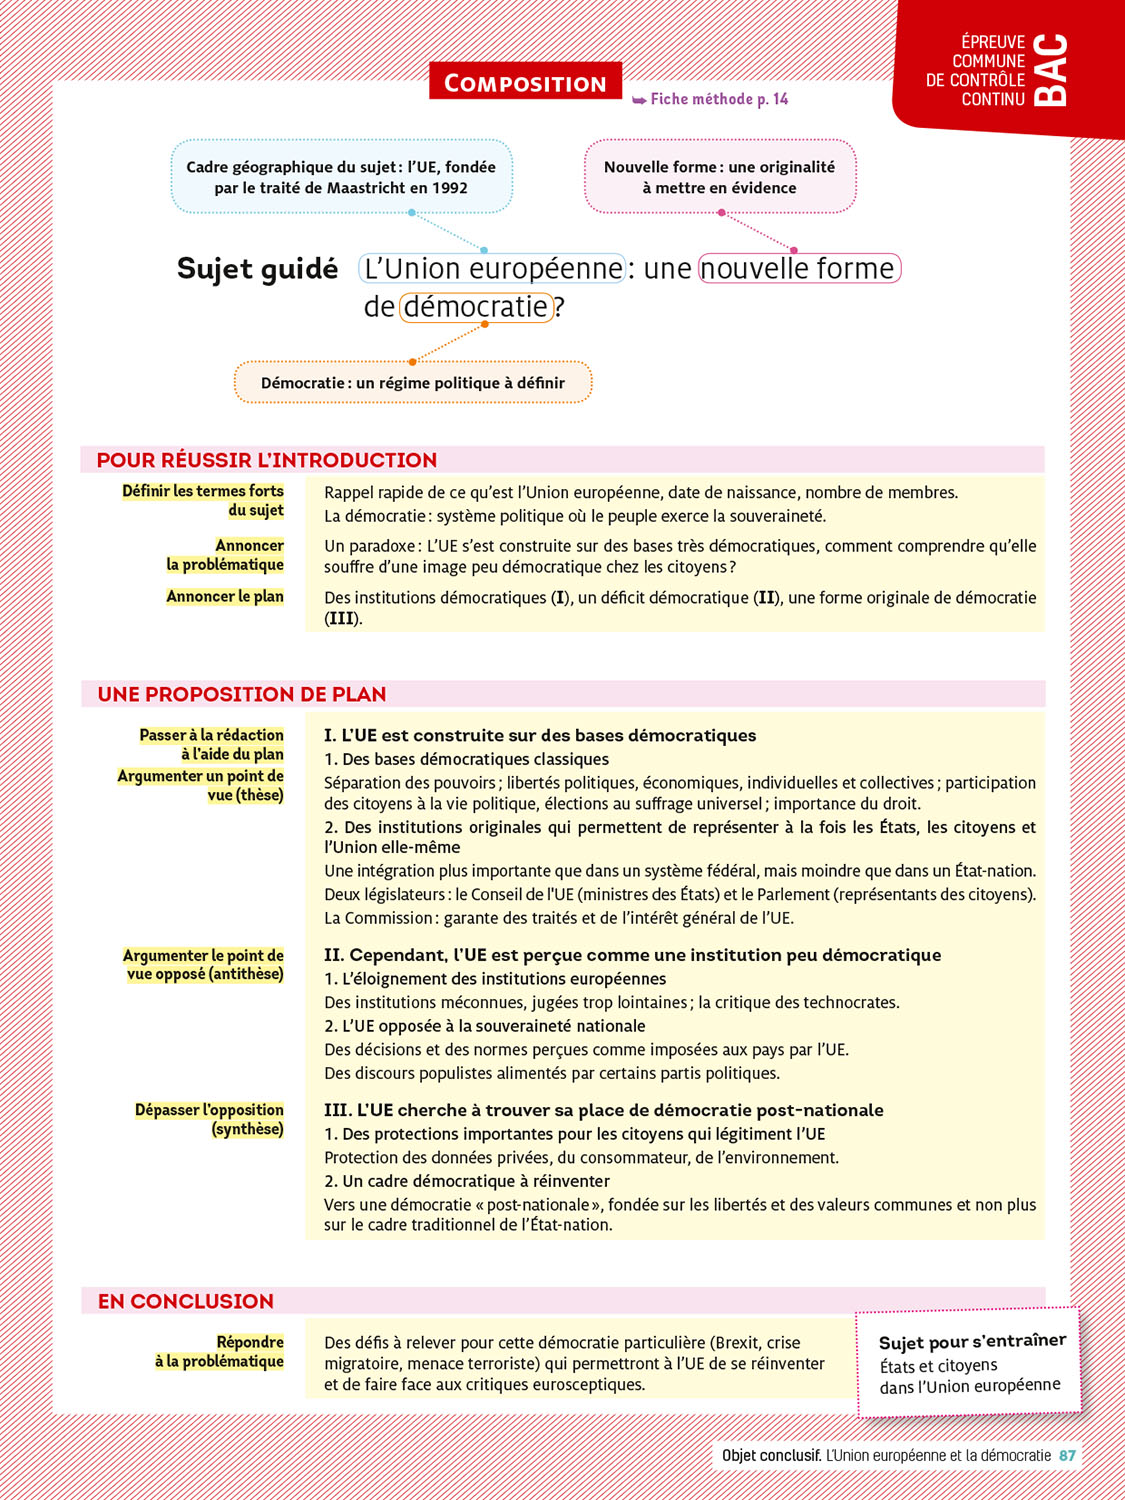 ÉPREUVE
COMMUNE
DE CONTRÔLE
CONTINU
BAC
COMPOSITION
➥ Fiche méthode p. 14
Cadre géographique du sujet : l’UE, fondée
par le traité de Maastricht en 1992
Nouvelle forme : une originalité
à mettre en évidence
Sujet guidé L’Union européenne : une nouvelle forme
de démocratie ?
Démocratie : un régime politique à définir
POUR RÉUSSIR L’INTRODUCTION
Définir les termes forts
du sujet
Rappel rapide de ce qu’est l’Union européenne, date de naissance, nombre de membres.
La démocratie : système politique où le peuple exerce la souveraineté.
Annoncer
la problématique
Un paradoxe : L’UE s’est construite sur des bases très démocratiques, comment comprendre qu’elle
souffre d’une image peu démocratique chez les citoyens ?
Annoncer le plan
Des institutions démocratiques (I), un déficit démocratique (II), une forme originale de démocratie
(III).
UNE PROPOSITION DE PLAN
Passer à la rédaction
à l’aide du plan
Argumenter un point de
vue (thèse)
I. L’UE est construite sur des bases démocratiques
1. Des bases démocratiques classiques
Séparation des pouvoirs ; libertés politiques, économiques, individuelles et collectives ; participation
des citoyens à la vie politique, élections au suffrage universel ; importance du droit.
2. Des institutions originales qui permettent de représenter à la fois les États, les citoyens et
l’Union elle-même
Une intégration plus importante que dans un système fédéral, mais moindre que dans un État-nation.
Deux législateurs : le Conseil de l'UE (ministres des États) et le Parlement (représentants des citoyens).
La Commission : garante des traités et de l’intérêt général de l’UE.
Argumenter le point de
vue opposé (antithèse)
II. Cependant, l’UE est perçue comme une institution peu démocratique
1. L’éloignement des institutions européennes
Des institutions méconnues, jugées trop lointaines ; la critique des technocrates.
2. L’UE opposée à la souveraineté nationale
Des décisions et des normes perçues comme imposées aux pays par l’UE.
Des discours populistes alimentés par certains partis politiques.
Dépasser l’opposition
(synthèse)
III. L’UE cherche à trouver sa place de démocratie post-nationale
1. Des protections importantes pour les citoyens qui légitiment l’UE
Protection des données privées, du consommateur, de l’environnement.
2. Un cadre démocratique à réinventer
Vers une démocratie « post-nationale », fondée sur les libertés et des valeurs communes et non plus
sur le cadre traditionnel de l’État-nation.
EN CONCLUSION
Répondre
à la problématique
Des défis à relever pour cette démocratie particulière (Brexit, crise
migratoire, menace terroriste) qui permettront à l’UE de se réinventer
et de faire face aux critiques eurosceptiques.
Sujet pour s’entraîner
États et citoyens
dans l’Union européenne
Objet conclusif. L’Union européenne et la démocratie 87